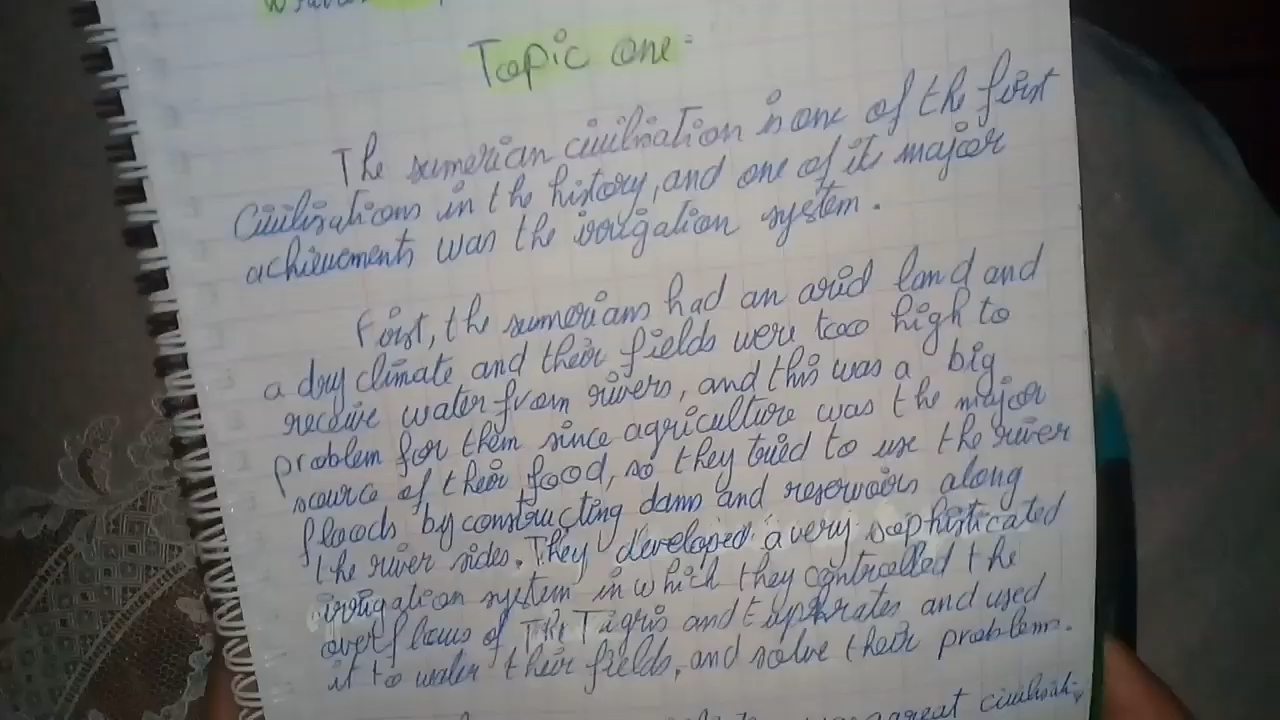 Topic one:
The sumerian civilisation is one of the first
Civilisations in the history, and one of its major
achievements was the irrigation system.
First, the sumerians had an arid land and
a dry climate and their fields were too high to
receive water from rivers, and this was a big
problem for them since agriculture was the major
source of their food, so they tried to use the river
floods by constructing dams and reservoirs along
the river sides. They developed a very sophisticated
irrigation system in which they controlled the
overflows of The Tigris and Euphrates and used
it to water their fields, and solve their problem.
great civilisati